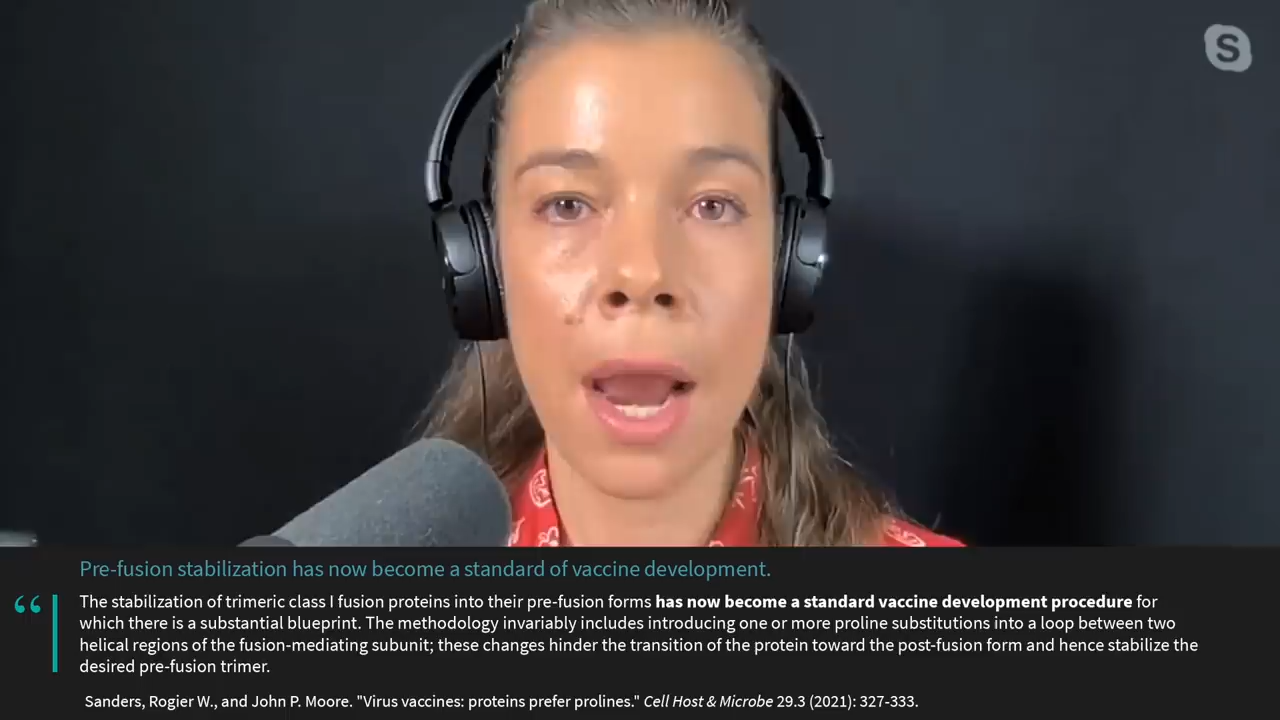 Pre-fusion stabilization has now become a standard of vaccine development.
The stabilization of trimeric class I fusion proteins into their pre-fusion forms has now become a standard vaccine development procedure for
which there is a substantial blueprint. The methodology invariably includes introducing one or more proline substitutions into a loop between two
helical regions of the fusion-mediating subunit; these changes hinder the transition of the protein toward the post-fusion form and hence stabilize the
desired pre-fusion trimer.
Sanders, Rogier W., and John P. Moore. "Virus vaccines: proteins prefer prolines." Cell Host & Microbe 29.3 (2021): 327-333.